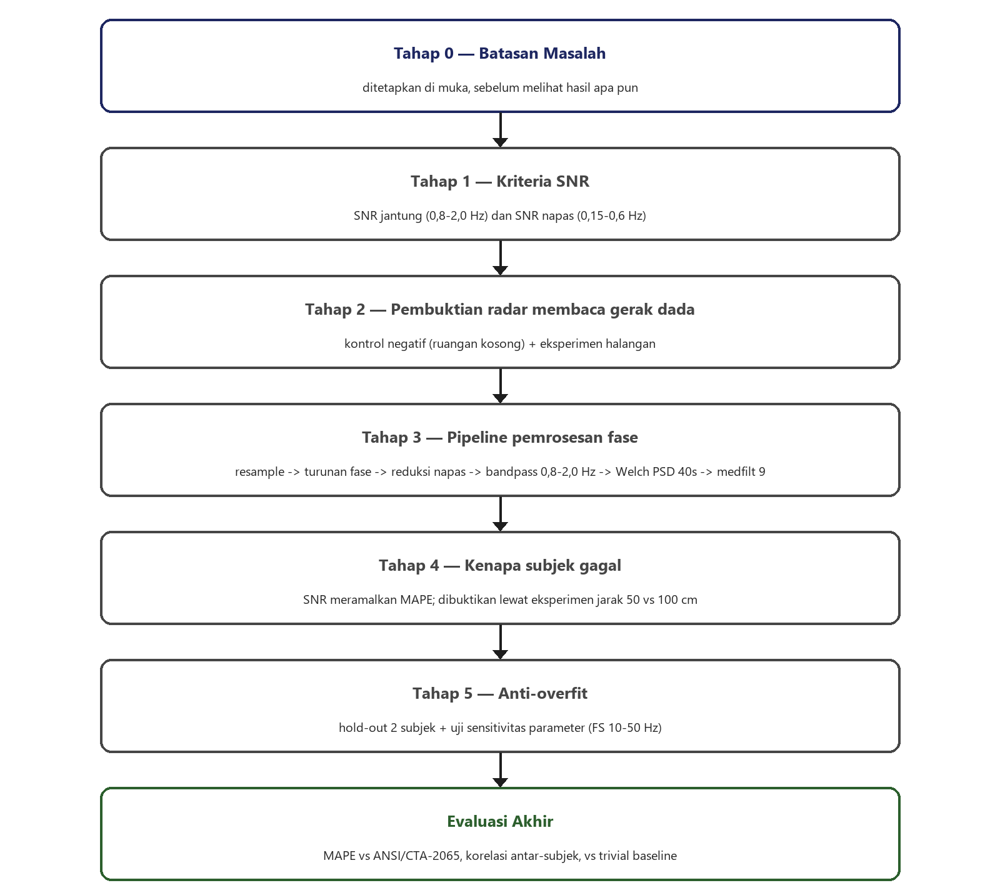 Tahap 0 — Batasan Masalah
ditetapkan di muka, sebelum melihat hasil apa pun
Tahap 1 — Kriteria SNR
SNR jantung (0,8-2,0 Hz) dan SNR napas (0,15-0,6 Hz)
Tahap 2 — Pembuktian radar membaca gerak dada
kontrol negatif (ruangan kosong) + eksperimen halangan
Tahap 3 — Pipeline pemrosesan fase
resample -> turunan fase -> reduksi napas -> bandpass 0,8-2,0 Hz -> Welch PSD 40s -> medfilt 9
Tahap 4 — Kenapa subjek gagal
SNR meramalkan MAPE; dibuktikan lewat eksperimen jarak 50 vs 100 cm
Tahap 5 — Anti-overfit
hold-out 2 subjek + uji sensitivitas parameter (FS 10-50 Hz)
Evaluasi Akhir
MAPE vs ANSI/CTA-2065, korelasi antar-subjek, vs trivial baseline